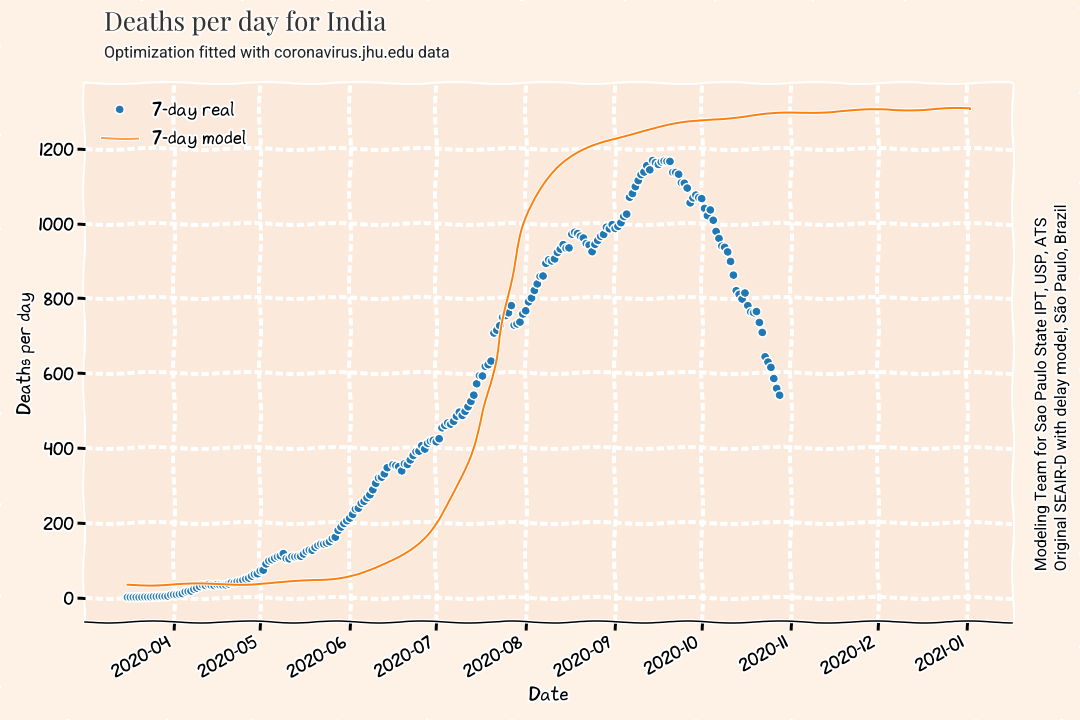 Deaths per day for India
Optimization fitted with coronavirus.jhu.edu data
7-day real
7-day model
1200
1000
800
600
400
200
0
Deaths per day
2020-04
2020-05
2020-06
2020-07
2020-08
2020-09
2020-10
2020-11
2020-12
2021-01
Date
Modeling Team for Sao Paulo State IPT, USP, ATS
Original SEAIR-D with delay model, São Paulo, Brazil